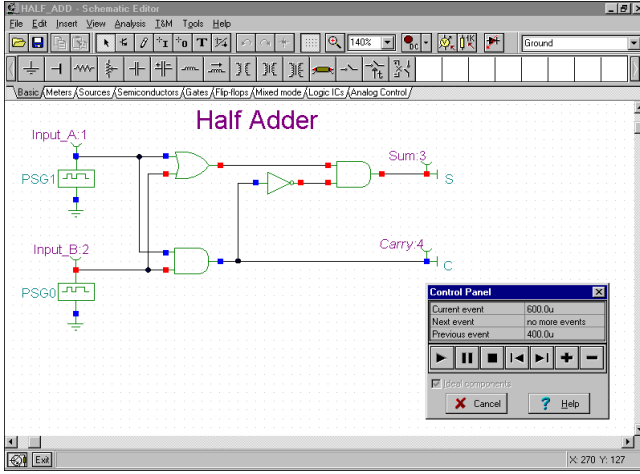 HALF_ADD - Schematic Editor
File Edit Insert View Analysis T&M Tools Help
T 140% DC Ground
Basic Meters Sources Semiconductors Gates Flip-flops Mixed mode Logic ICs Analog Control
Half Adder
Input_A:1
Sum:3
PSG1
S
Input_B:2
Carry:4
C
PSG0
Control Panel
Current event 600.0u
Next event no more events
Previous event 400.0u
Ideal components
Cancel Help
Exit X: 270 Y: 127